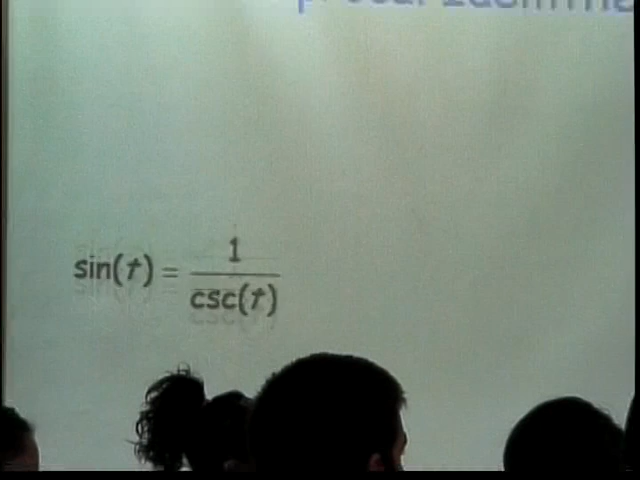 sin(t) = 1/csc(t)